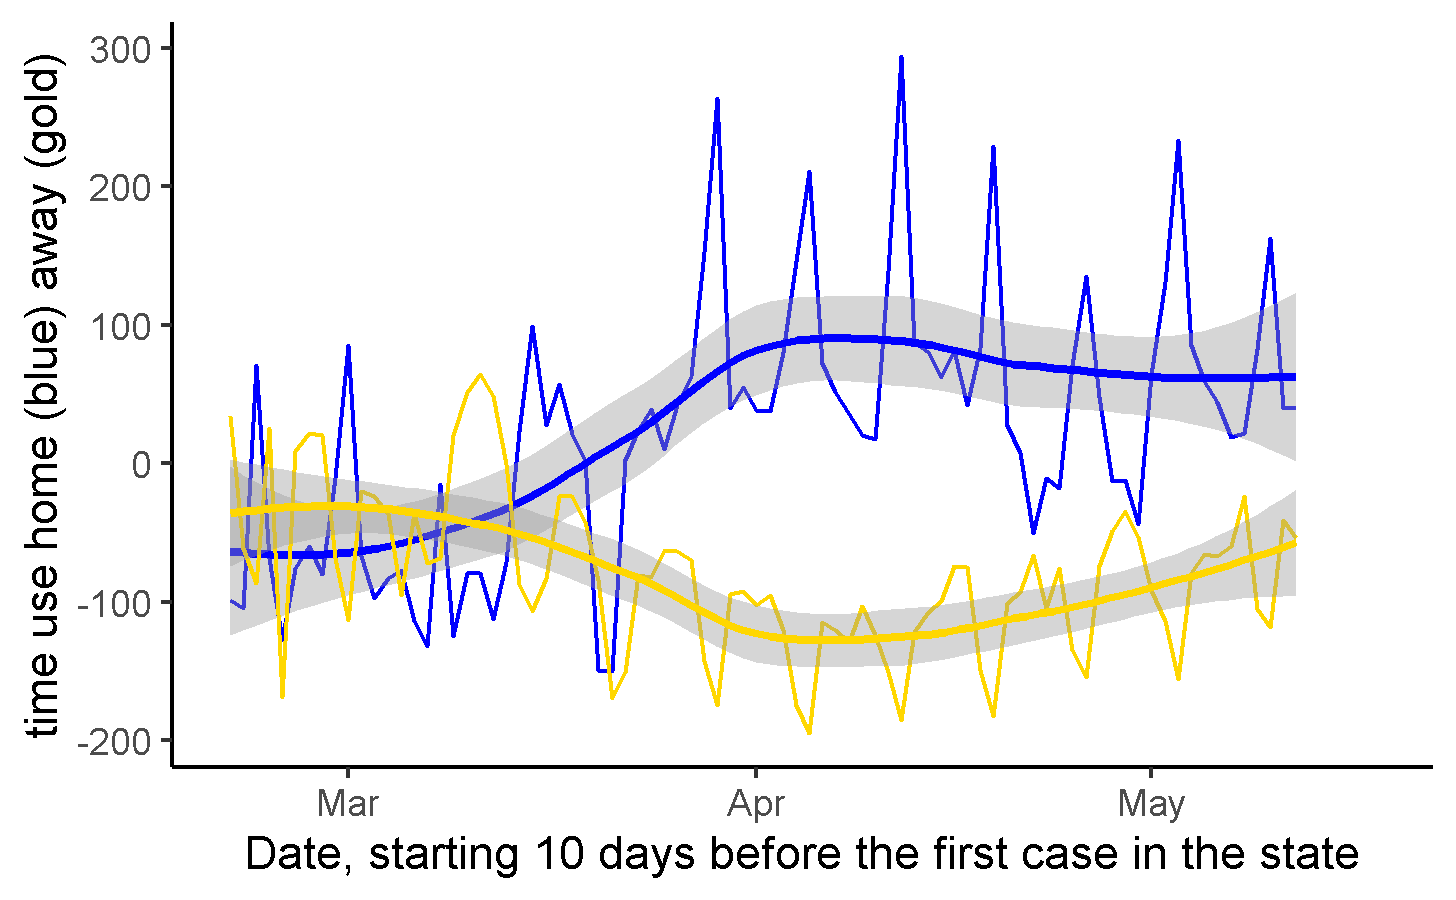 time use home (blue) away (gold)
300
200
100
0
-100
-200
Mar Apr May
Date, starting 10 days before the first case in the state